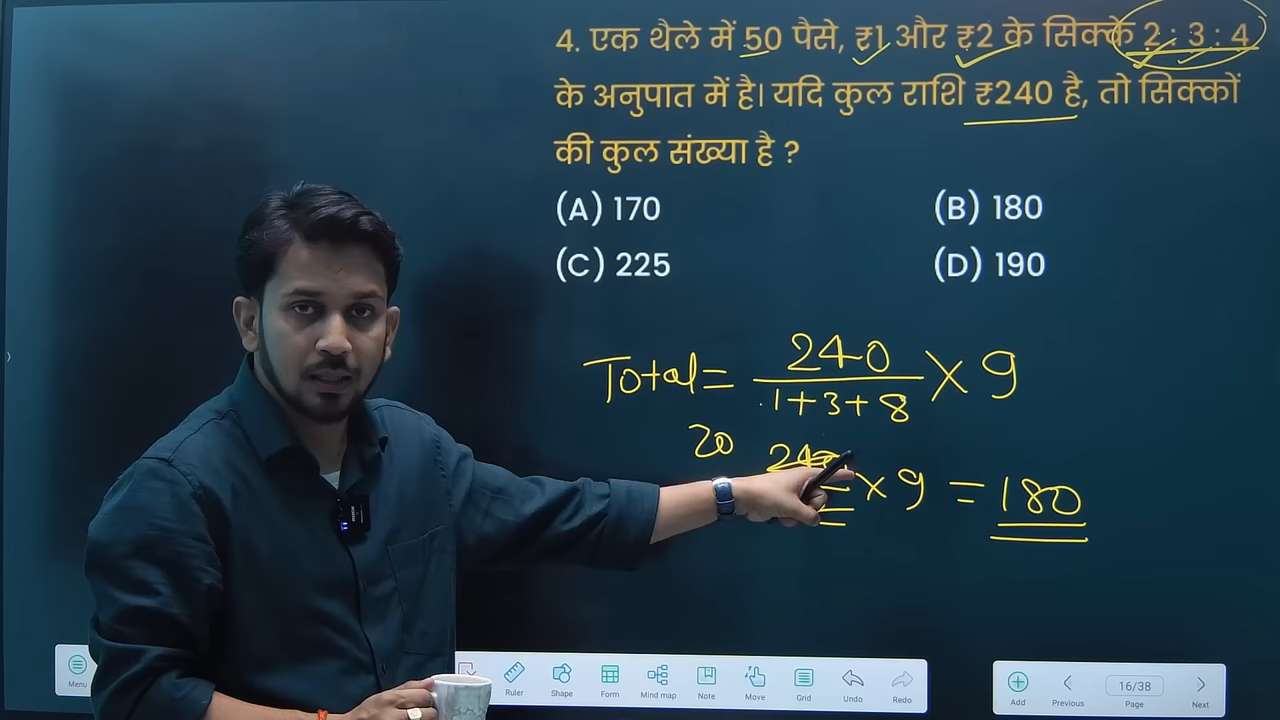 4. एक थैले में 50 पैसे, ₹1 और ₹2 के सिक्के 2 : 3 : 4
के अनुपात में है। यदि कुल राशि ₹240 है, तो सिक्कों
की कुल संख्या है ?
(A) 170 (B) 180
(C) 225 (D) 190
Total = 240 / 1+3+8 × 9
20 240 × 9 = 180
Menu Ruler Shape Form Mind map Note Move Grid Undo Redo Add Previous 16/38 Page Next